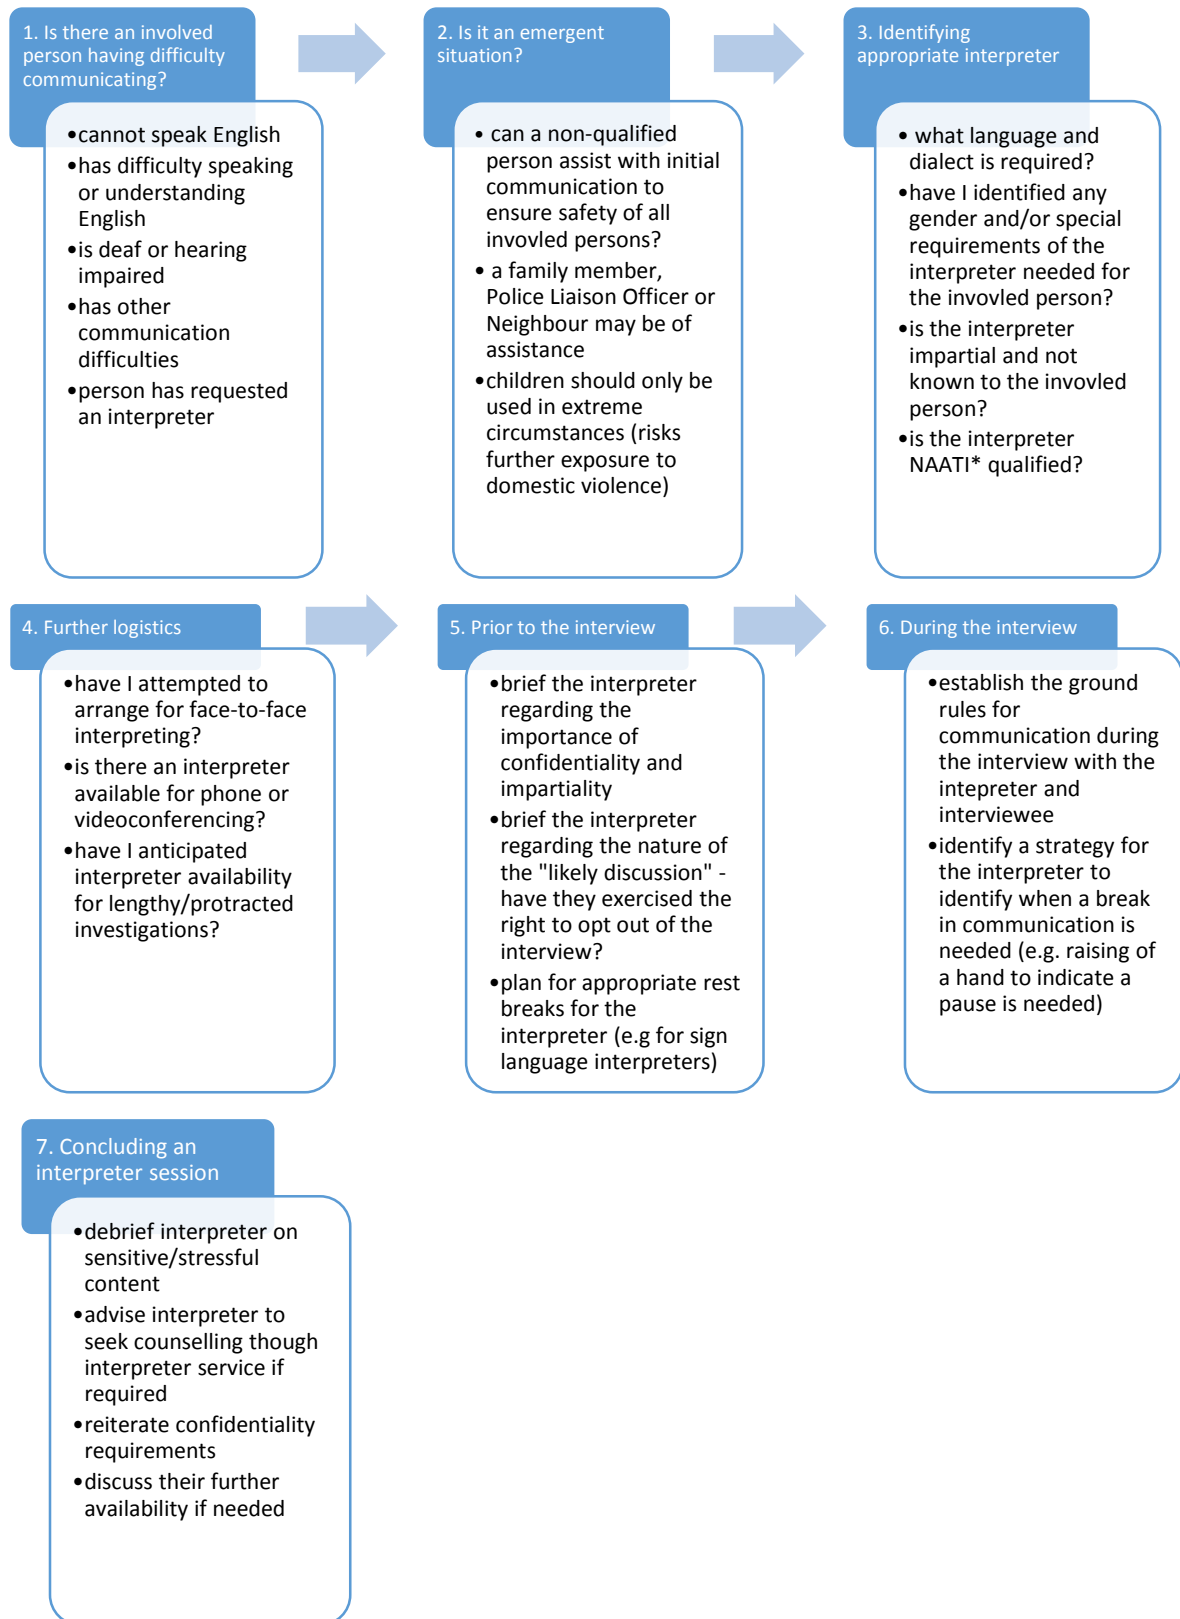 1. Is there an involved
person having difficulty
communicating?
•cannot speak English
•has difficulty speaking
or understanding
English
•is deaf or hearing
impaired
•has other
communication
difficulties
•person has requested
an interpreter
2. Is it an emergent
situation?
• can a non-qualified
person assist with initial
communication to
ensure safety of all
invovled persons?
• a family member,
Police Liaison Officer or
Neighbour may be of
assistance
•children should only be
used in extreme
circumstances (risks
further exposure to
domestic violence)
3. Identifying
appropriate interpreter
• what language and
dialect is required?
•have I identified any
gender and/or special
requirements of the
interpreter needed for
the invovled person?
•is the interpreter
impartial and not
known to the invovled
person?
•is the interpreter
NAATI* qualified?
4. Further logistics
•have I attempted to
arrange for face-to-face
interpreting?
•is there an interpreter
available for phone or
videoconferencing?
•have I anticipated
interpreter availability
for lengthy/protracted
investigations?
5. Prior to the interview
•brief the interpreter
regarding the
importance of
confidentiality and
impartiality
•brief the interpreter
regarding the nature of
the "likely discussion" -
have they exercised the
right to opt out of the
interview?
•plan for appropriate rest
breaks for the
interpreter (e.g for sign
language interpreters)
6. During the interview
•establish the ground
rules for
communication during
the interview with the
intepreter and
interviewee
•identify a strategy for
the interpreter to
identify when a break
in communication is
needed (e.g. raising of
a hand to indicate a
pause is needed)
7. Concluding an
interpreter session
•debrief interpreter on
sensitive/stressful
content
•advise interpreter to
seek counselling though
interpreter service if
required
•reiterate confidentiality
requirements
•discuss their further
availability if needed